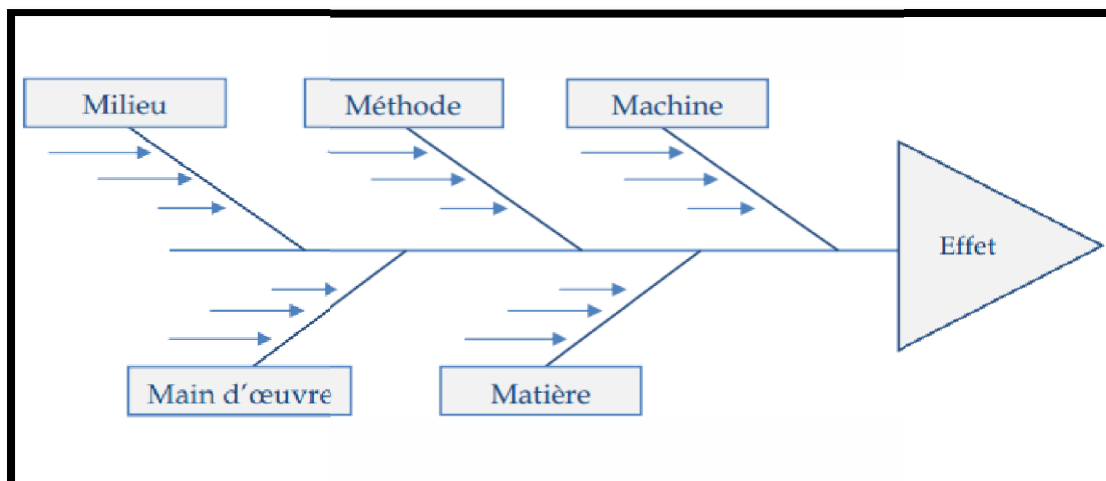 Milieu
Méthode
Machine
Effet
Main d'œuvre
Matière